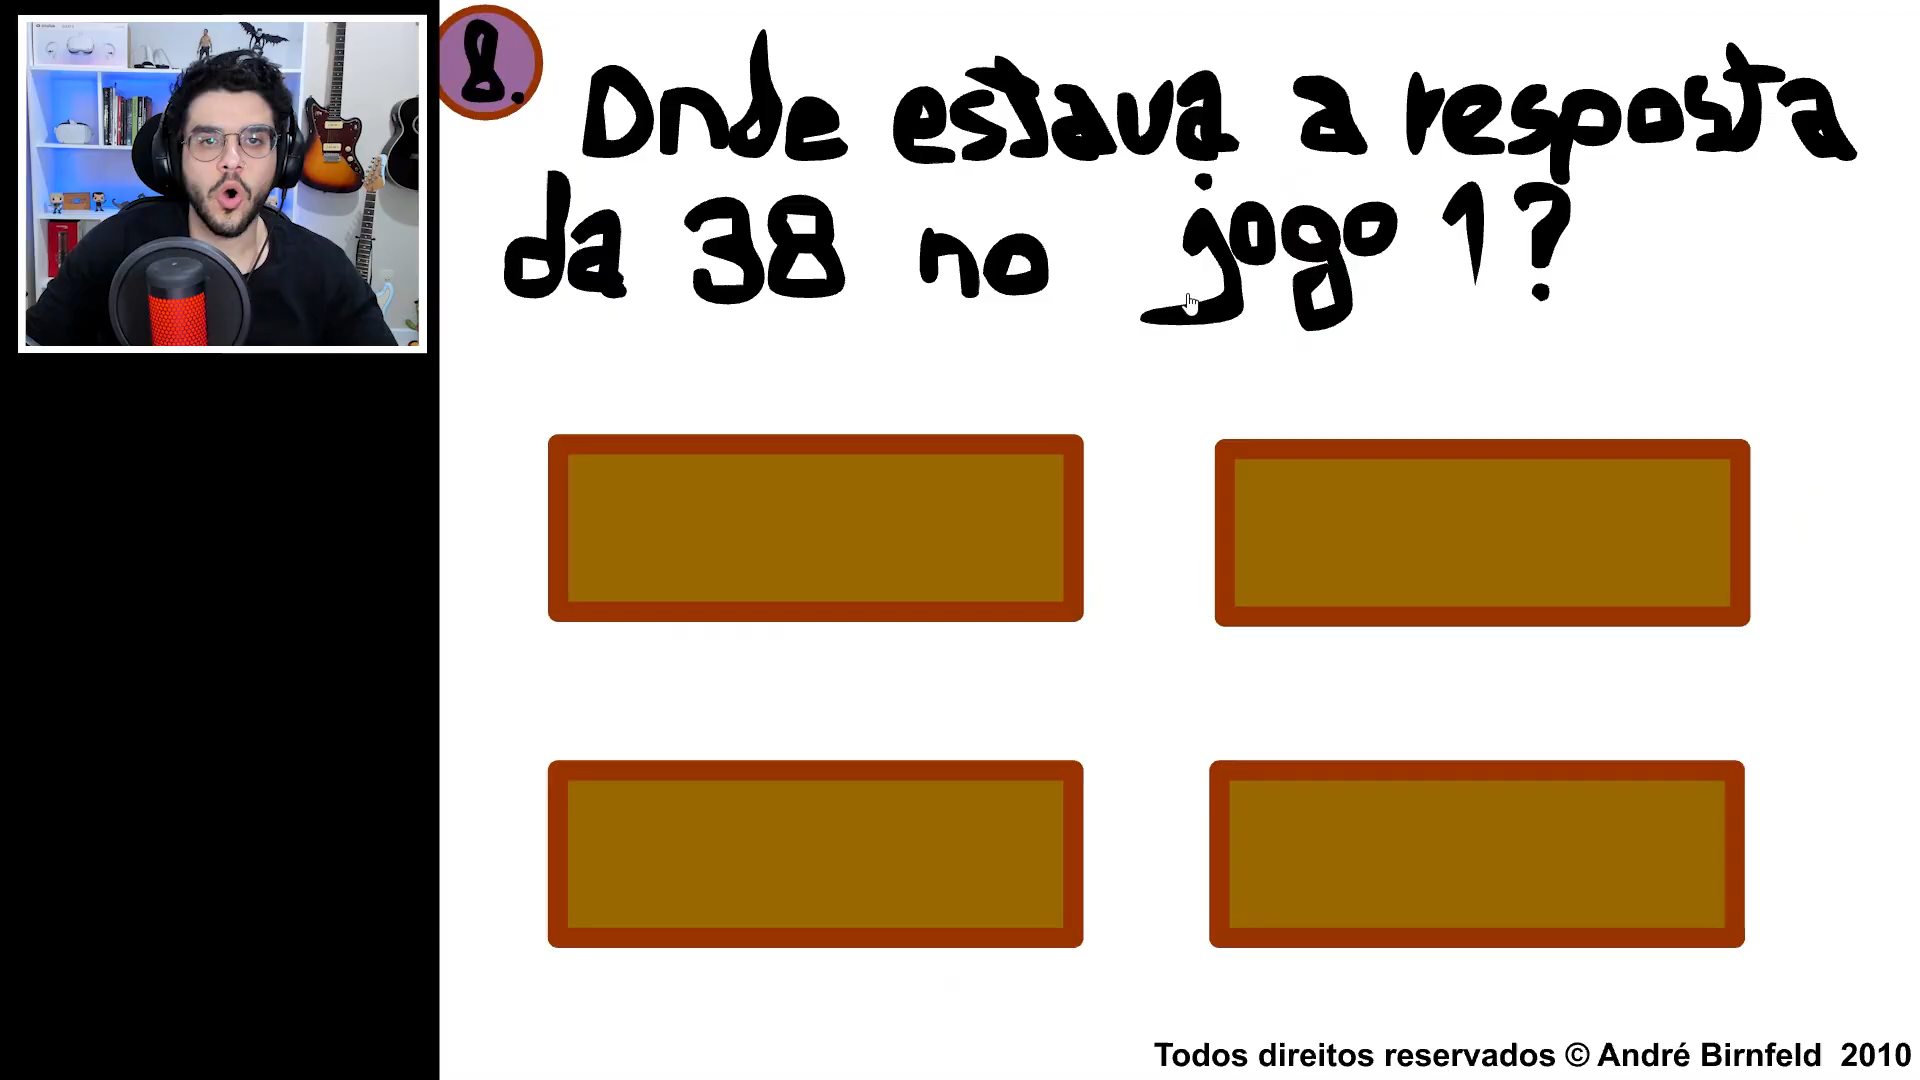 8.
Onde estava a resposta
da 38 no jogo 1?
Todos direitos reservados © André Birnfeld 2010